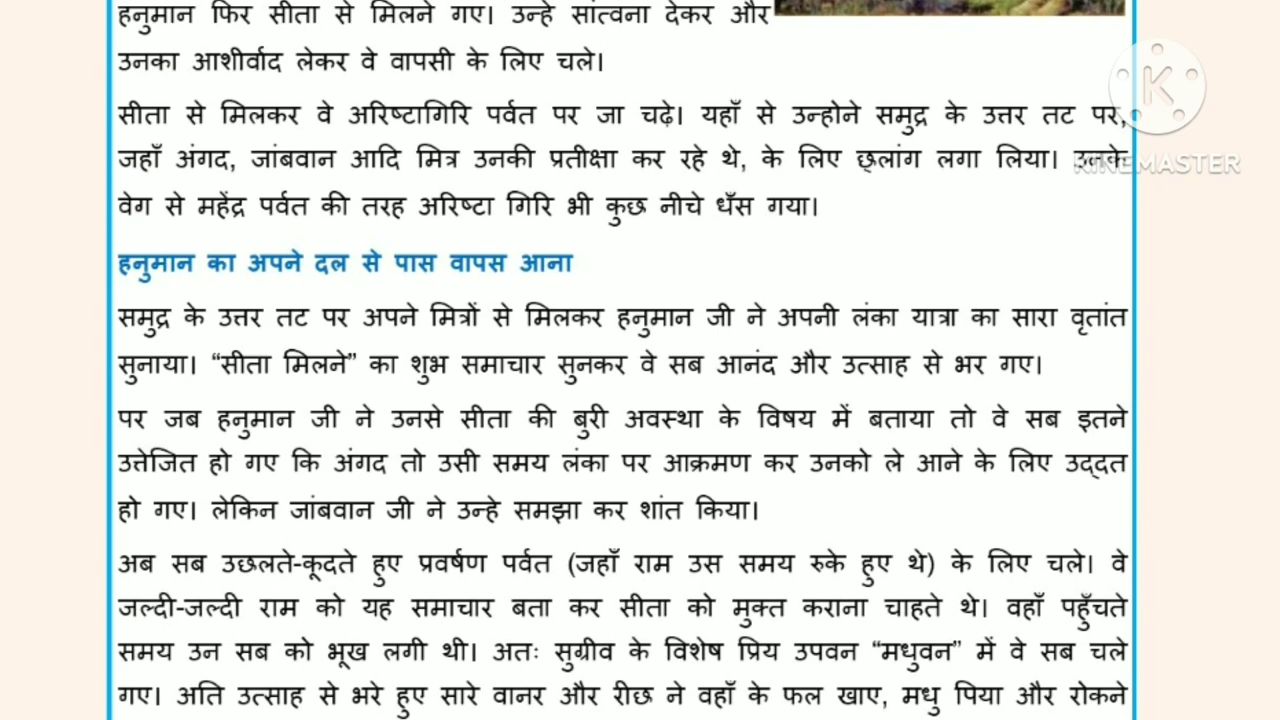 हनुमान फिर सीता से मिलने गए। उन्हे सांत्वना देकर और
उनका आशीर्वाद लेकर वे वापसी के लिए चले।
सीता से मिलकर वे अरिष्टागिरि पर्वत पर जा चढ़े। यहाँ से उन्होने समुद्र के उत्तर तट पर,
जहाँ अंगद, जांबवान आदि मित्र उनकी प्रतीक्षा कर रहे थे, के लिए छ्लांग लगा लिया। उनके
वेग से महेंद्र पर्वत की तरह अरिष्टा गिरि भी कुछ नीचे धँस गया।
हनुमान का अपने दल से पास वापस आना
समुद्र के उत्तर तट पर अपने मित्रों से मिलकर हनुमान जी ने अपनी लंका यात्रा का सारा वृतांत
सुनाया। “सीता मिलने” का शुभ समाचार सुनकर वे सब आनंद और उत्साह से भर गए।
पर जब हनुमान जी ने उनसे सीता की बुरी अवस्था के विषय में बताया तो वे सब इतने
उत्तेजित हो गए कि अंगद तो उसी समय लंका पर आक्रमण कर उनको ले आने के लिए उद्दत
हो गए। लेकिन जांबवान जी ने उन्हे समझा कर शांत किया।
अब सब उछलते-कूदते हुए प्रवर्षण पर्वत (जहाँ राम उस समय रुके हुए थे) के लिए चले। वे
जल्दी-जल्दी राम को यह समाचार बता कर सीता को मुक्त कराना चाहते थे। वहाँ पहुँचते
समय उन सब को भूख लगी थी। अतः सुग्रीव के विशेष प्रिय उपवन “मधुवन” में वे सब चले
गए। अति उत्साह से भरे हुए सारे वानर और रीछ ने वहाँ के फल खाए, मधु पिया और रोकने
K
KINEMASTER